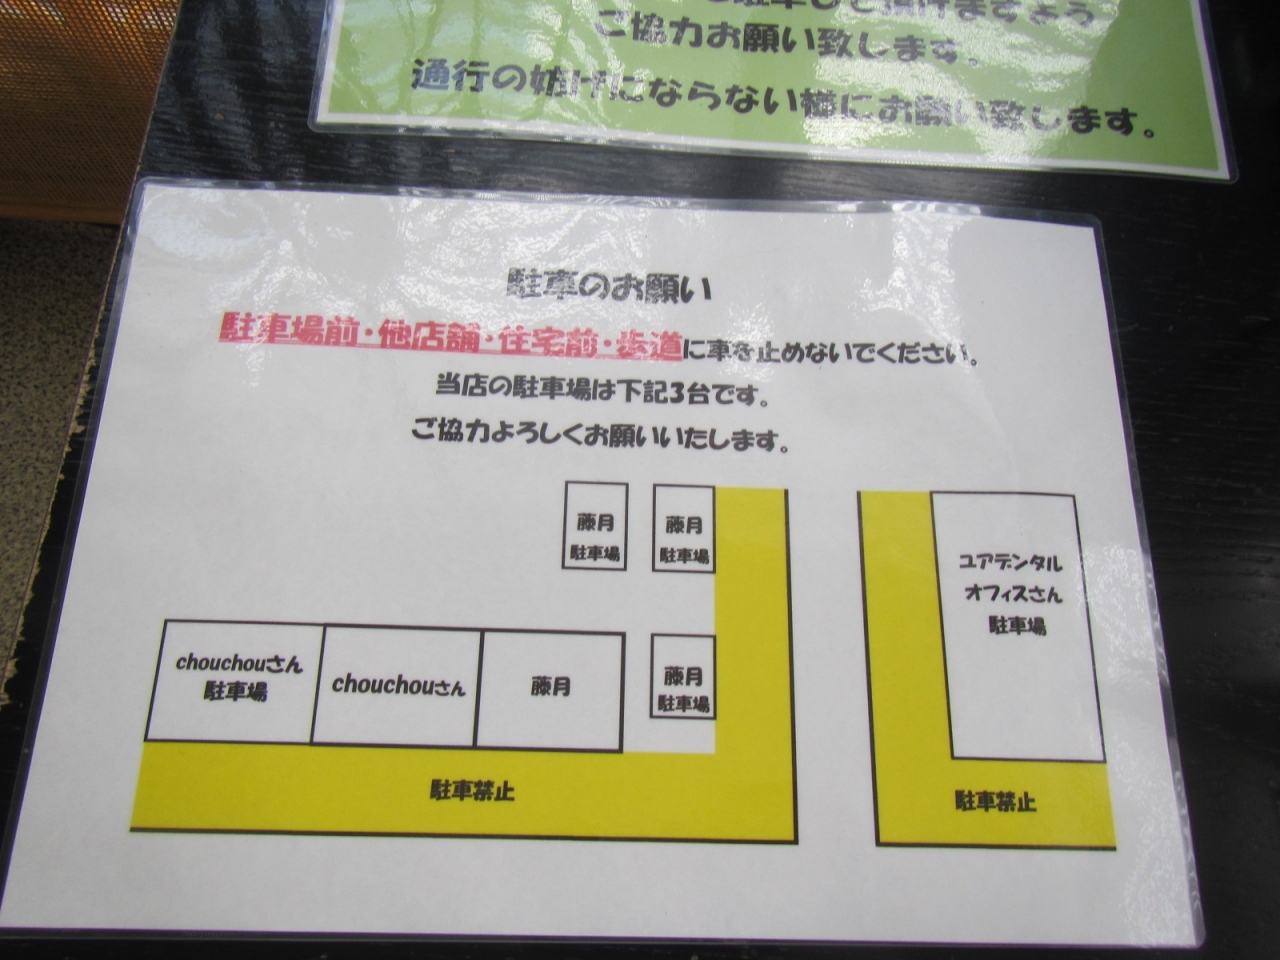 ご協力お願い致します。
通行の妨げにならない様にお願い致します。
駐車のお願い
駐車場前・他店舗・住宅前・歩道に車を止めないでください。
当店の駐車場は下記3台です。
ご協力よろしくお願いいたします。
藤月
駐車場
藤月
駐車場
ユアデンタル
オフィスさん
駐車場
chouchouさん
駐車場
chouchouさん
藤月
藤月
駐車場
駐車禁止
駐車禁止